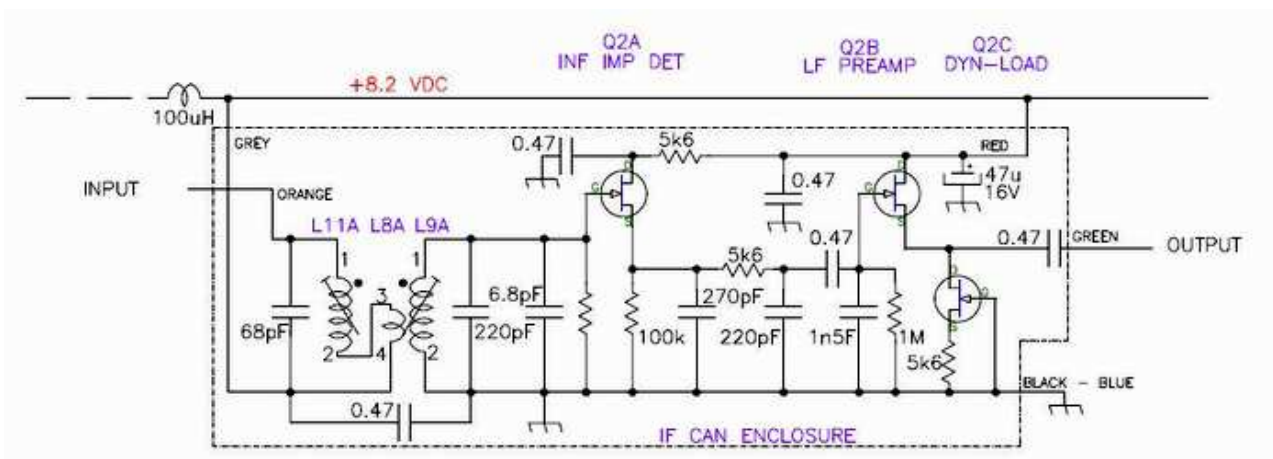 Q2A
INF IMP DET
Q2B
LF PREAMP
Q2C
DYN-LOAD
+8.2 VDC
100uH
GREY
0.47
5k6
RED
D
G
S
0.47
D
G
S
+
47u
16V
INPUT
ORANGE
L11A L8A L9A
1
1
0.47
0.47
GREEN
OUTPUT
5k6
D
G
S
3
6.8pF
270pF
68pF
2
4
2
220pF
100k
220pF
1n5F
1M
5k6
BLACK - BLUE
0.47
IF CAN ENCLOSURE